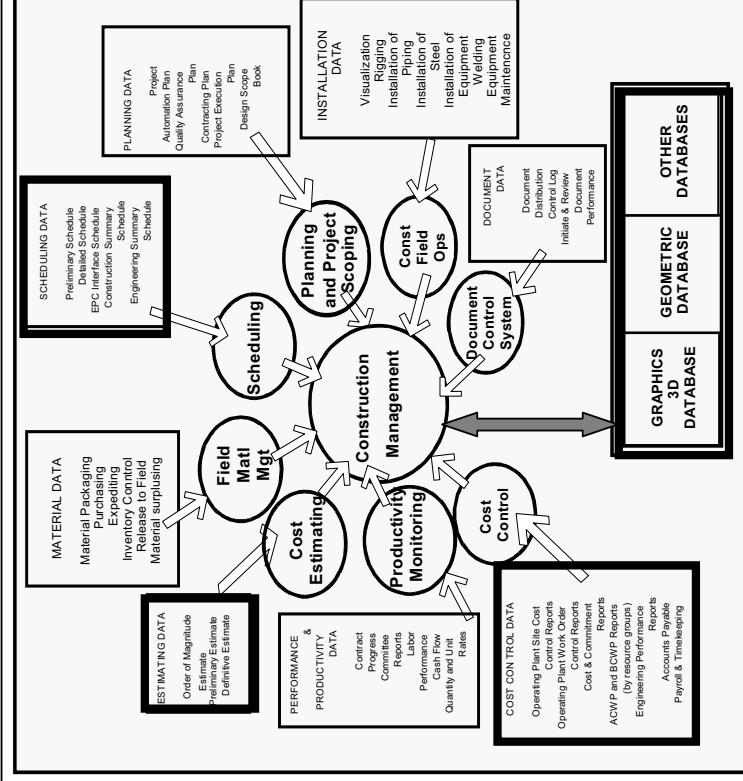 MATERIAL DATA
Material Packaging
Purchasing
Expediting
Inventory Conntrol
Release to Field
Material surplusing
SCHEDULING DATA
Preliminary Schedule
Detailed Schedule
EPC Interface Schedule
Construction Summary
Schedule
Engineering Summary
Schedule
PLANNING DATA
Project
Automation Plan
Quality Assurance
Plan
Contracting Plan
Project Execution
Plan
Design Scope
Book
INSTALLATION
DATA
Visualization
Rigging
Installation of
Piping
Installation of
Steel
Installation of
Equipment
Welding
Equipment
Maintencnce
ESTIMATING DATA
Order of Magnitude
Estimate
Preliminary Estimate
Definitive Estimate
Cost
Estimating
Field
Matl
Mgt
Scheduling
Planning
and Project
Scoping
Const
Field
Ops
PERFORMANCE &
PRODUCTIVITY
DATA
Contract
Progress
Committee
Reports
Labor
Performance
Cash Flow
Quantity and Unit
Rates
Productivity
Monitoring
Construction
Management
Document
Control
System
DOCUMENT
DATA
Document
Distribution
Control Log
Initiate & Review
Document
Performance
COST CONTROL DATA
Operating Plant Site Cost
Control Reports
Operating Plant Work Order
Control Reports
Cost & Commitment
Reports
ACWP and BCWP Reports
(by resource groups)
Engineering Performance
Reports
Accounts Payable
Payroll & Timekeeping
Cost
Control
GRAPHICS
3D
DATABASE
GEOMETRIC
DATABASE
OTHER
DATABASES